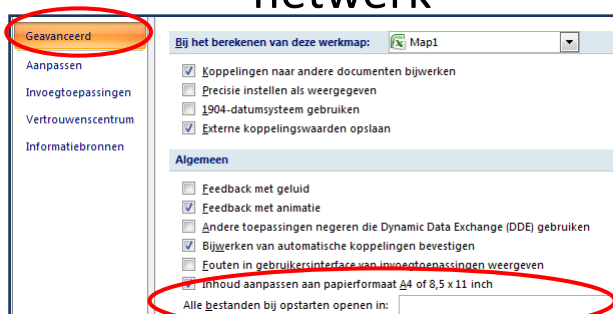 netwerk
Geavanceerd
Aanpassen
Invoegtoepassingen
Vertrouwenscentrum
Informatiebronnen
Bij het berekenen van deze werkmap: Map1
Koppelingen naar andere documenten bijwerken
Precisie instellen als weergegeven
1904-datumsysteem gebruiken
Externe koppelingswaarden opslaan
Algemeen
Feedback met geluid
Feedback met animatie
Andere toepassingen negeren die Dynamic Data Exchange (DDE) gebruiken
Bijwerken van automatische koppelingen bevestigen
Fouten in gebruikersinterface van invoegtoepassingen weergeven
Inhoud aanpassen aan papierformaat A4 of 8,5 x 11 inch
Alle bestanden bij opstarten openen in: